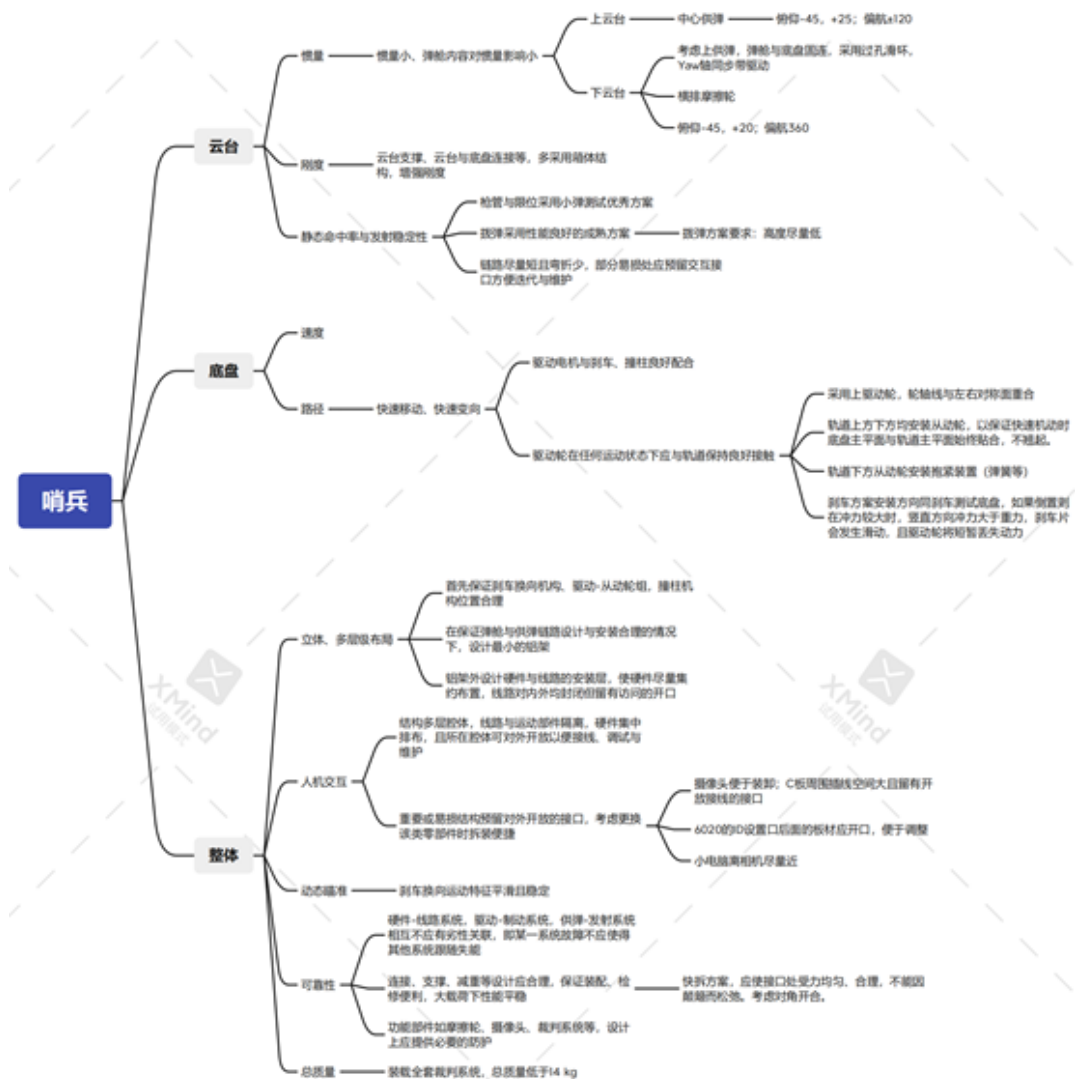 哨兵
云台
惯量
惯量小、弹舱内容对惯量影响小
上云台
中心供弹
俯仰-45，+25；偏航±120
下云台
考虑上供弹，弹舱与底盘固连，采用过孔滑环，
Yaw轴同步带驱动
横排摩擦轮
俯仰-45，+20；偏航360
刚度
云台支撑、云台与底盘连接等，多采用箱体结
构，增强刚度
静态命中率与发射稳定性
枪管与限位采用小弹测试优秀方案
拨弹采用性能良好的成熟方案
拨弹方案要求：高度尽量低
链路尽量短且弯折少，部分易损处应预留交互接
口方便迭代与维护
底盘
速度
路径
快速移动、快速变向
驱动电机与刹车、撞柱良好配合
驱动轮在任何运动状态下应与轨道保持良好接触
采用上驱动轮，轮轴线与左右对称面重合
轨道上方下方均安装从动轮，以保证快速机动时
底盘主平面与轨道主平面始终贴合，不翘起。
轨道下方从动轮安装抱紧装置（弹簧等）
刹车方案安装方向同刹车测试底盘，如果倒置则
在冲力较大时，竖直方向冲力大于重力，刹车片
会发生滑动，且驱动轮将短暂丢失动力
整体
立体、多层级布局
首先保证刹车换向机构、驱动-从动轮组，撞柱机
构位置合理
在保证弹舱与供弹链路设计与安装合理的情况
下，设计最小的铝架
铝架外设计硬件与线路的安装层，使硬件尽量集
约布置，线路对内外均封闭但留有访问的开口
人机交互
结构多层腔体，线路与运动部件隔离，硬件集中
排布，且所在腔体可对外开放以便接线、调试与
维护
重要或易损结构预留对外开放的接口，考虑更换
该类零部件时拆装便捷
摄像头便于装卸；C板周围插线空间大且留有开
放接线的接口
6020的ID设置口后面的板材应开口，便于调整
小电脑离相机尽量近
动态瞄准
刹车换向运动特征平滑且稳定
可靠性
硬件-线路系统，驱动-制动系统，供弹-发射系统
相互不应有劣性关联，即某一系统故障不应使得
其他系统跟随失能
连接、支撑、减重等设计应合理，保证装配、检
修便利，大载荷下性能平稳
快拆方案，应使接口处受力均匀、合理，不能因
颠簸而松弛。考虑对角开合。
功能部件如摩擦轮、摄像头、裁判系统等，设计
上应提供必要的防护
总质量
装载全套裁判系统，总质量低于14 kg
XMind
试用模式
XMind
试用模式